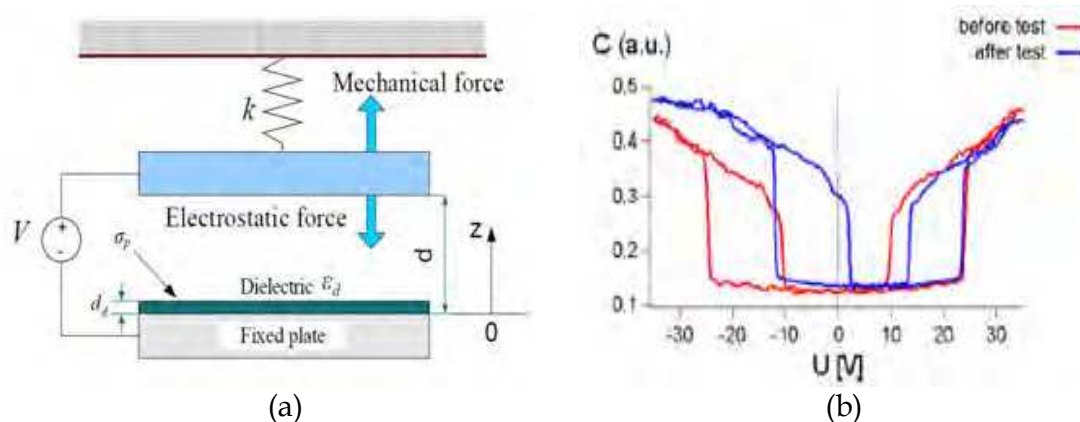 Mechanical force
k
Electrostatic force
V
+
-
σp
d
z
Dielectric εd
dd
Fixed plate
0
(a)
C (a.u.)
before test
after test
0.5
0.4
0.3
0.2
0.1
-30 -20 -10 0 10 20 30
U [V]
(b)